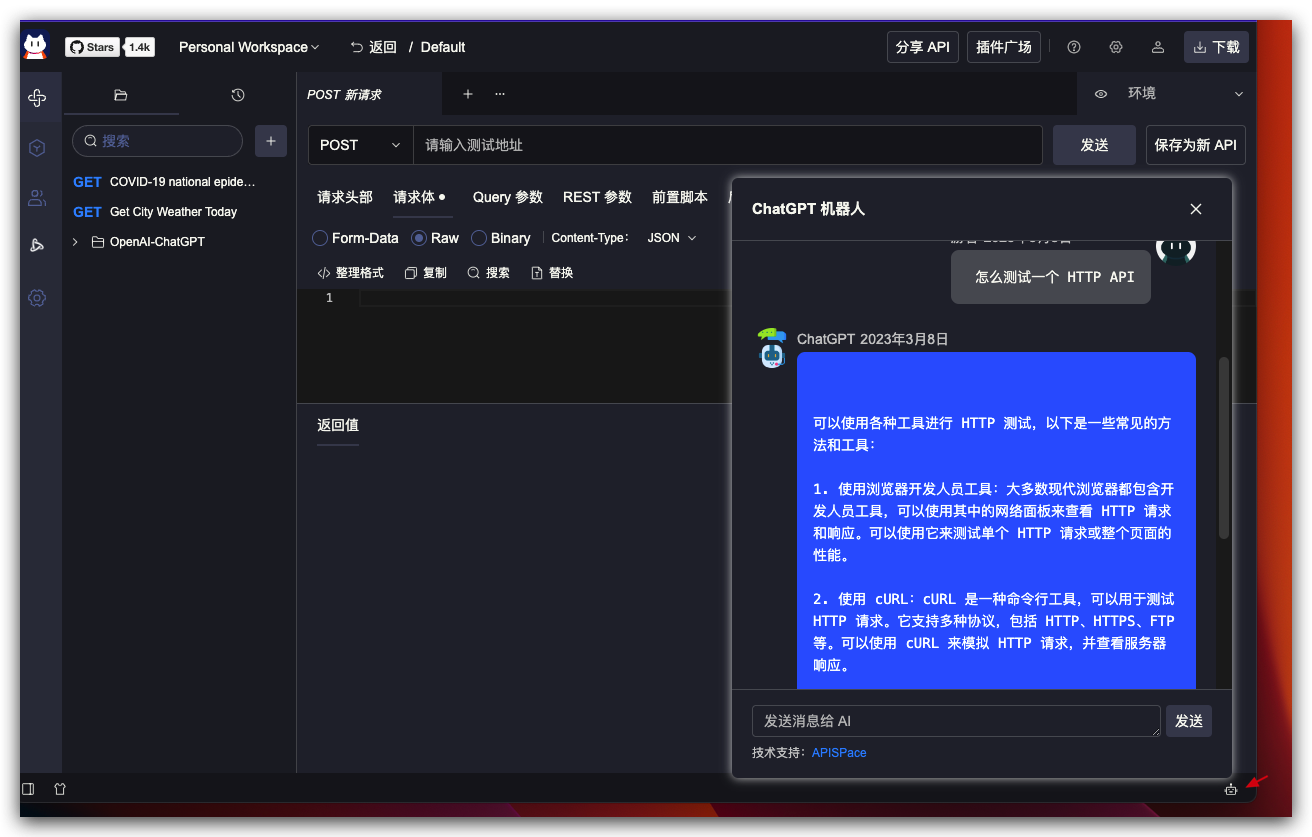 Stars 1.4k Personal Workspace 返回 / Default 分享 API 插件广场 下载
POST 新请求 + ... 环境
搜索 +
POST 请输入测试地址 发送 保存为新 API
GET COVID-19 national epide...
GET Get City Weather Today
OpenAI-ChatGPT
请求头部 请求体 Query 参数 REST 参数 前置脚本
Form-Data Raw Binary Content-Type: JSON
整理格式 复制 搜索 替换
1
返回值
ChatGPT 机器人
怎么测试一个 HTTP API
ChatGPT 2023年3月8日
可以使用各种工具进行 HTTP 测试，以下是一些常见的方
法和工具：
1. 使用浏览器开发人员工具：大多数现代浏览器都包含开
发人员工具，可以使用其中的网络面板来查看 HTTP 请求
和响应。可以使用它来测试单个 HTTP 请求或整个页面的
性能。
2. 使用 cURL：cURL 是一种命令行工具，可以用于测试
HTTP 请求。它支持多种协议，包括 HTTP、HTTPS、FTP
等。可以使用 cURL 来模拟 HTTP 请求，并查看服务器
响应。
发送消息给 AI 发送
技术支持： APISPace